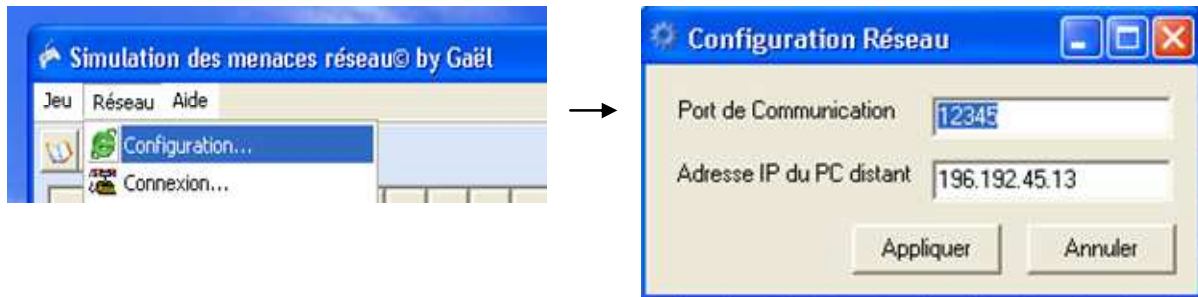 Simulation des menaces réseau© by Gaël
Jeu Réseau Aide
Configuration...
Connexion...
Configuration Réseau
Port de Communication 12345
Adresse IP du PC distant 196.192.45.13
Appliquer Annuler